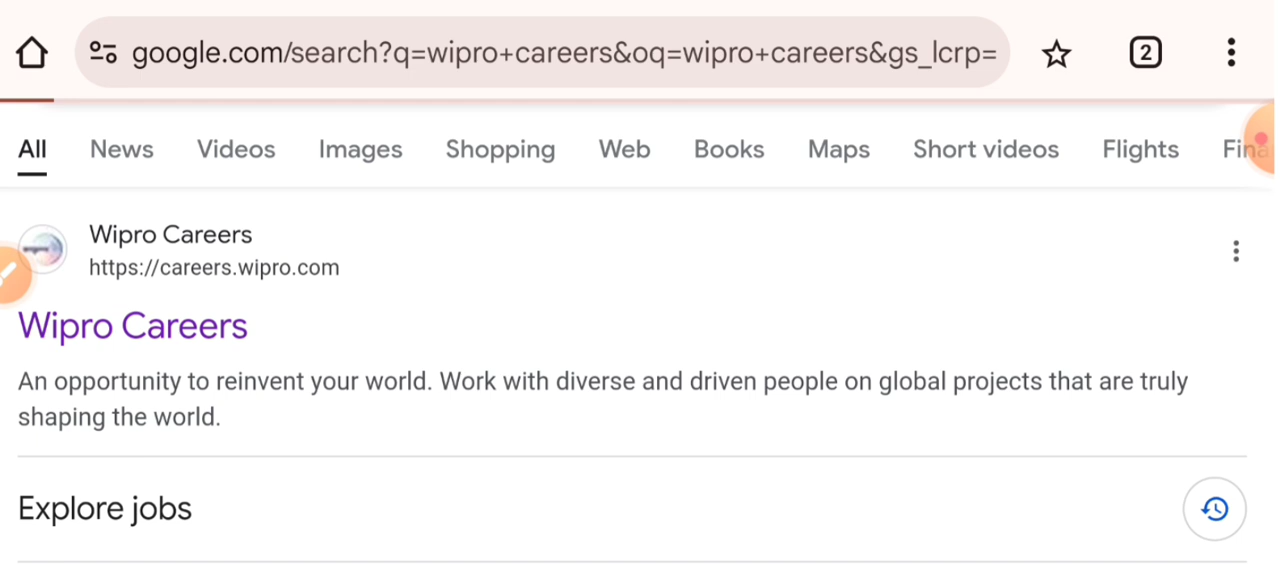 google.com/search?q=wipro+careers&oq=wipro+careers&gs_lcrp=
2
All News Videos Images Shopping Web Books Maps Short videos Flights Fina
Wipro Careers
https://careers.wipro.com
Wipro Careers
An opportunity to reinvent your world. Work with diverse and driven people on global projects that are truly
shaping the world.
Explore jobs